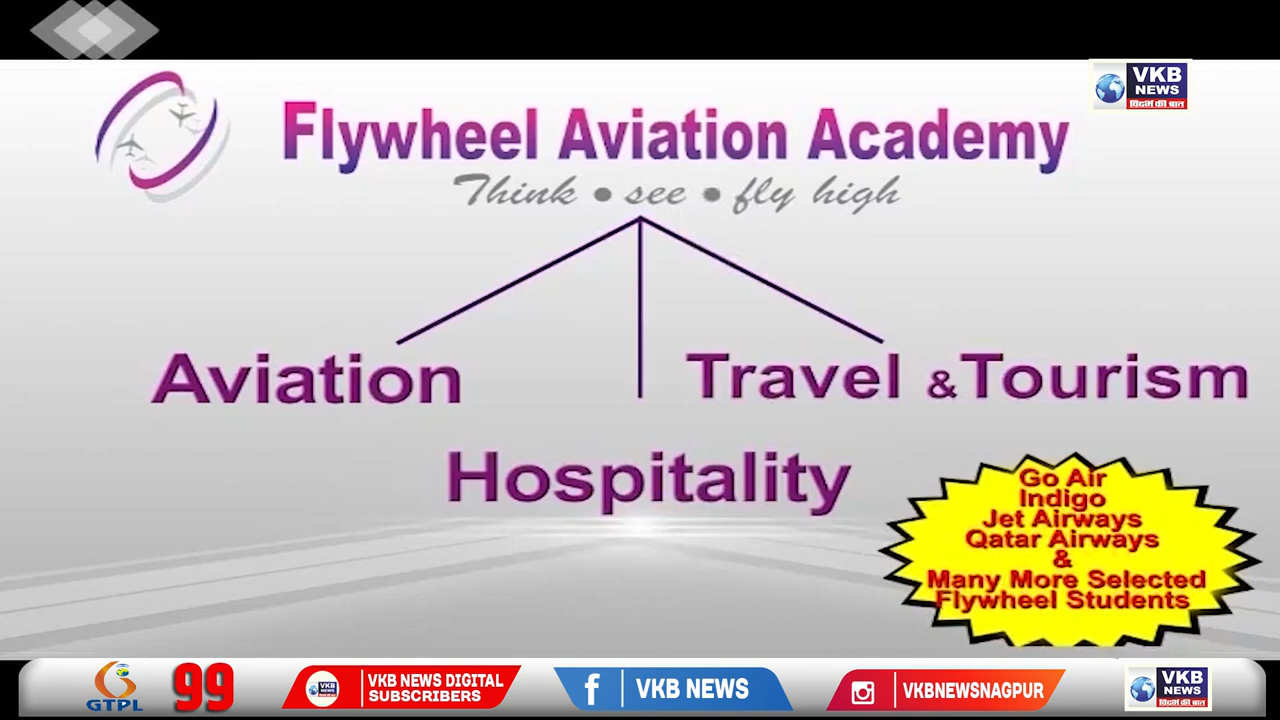 VKB
NEWS
विदर्भ की बात
Flywheel Aviation Academy
Think • see • fly high
Aviation
Travel & Tourism
Hospitality
Go Air
Indigo
Jet Airways
Qatar Airways
&
Many More Selected
Flywheel Students
GTPL
99
VKB
NEWS
VKB NEWS DIGITAL
SUBSCRIBERS
f
VKB NEWS
VKBNEWSNAGPUR
VKB
NEWS
विदर्भ की बात